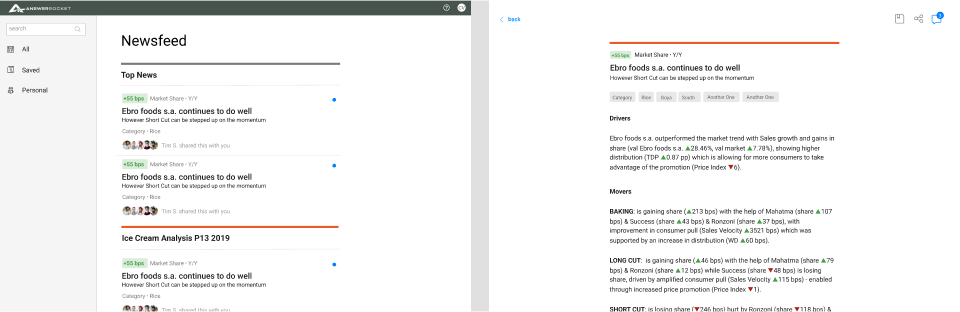 ANSWERROCKET
search
All
Saved
Personal
Newsfeed
Top News
+55 bps Market Share • Y/Y
Ebro foods s.a. continues to do well
However Short Cut can be stepped up on the momentum
Category • Rice
Tim S. shared this with you
+55 bps Market Share • Y/Y
Ebro foods s.a. continues to do well
However Short Cut can be stepped up on the momentum
Category • Rice
Tim S. shared this with you
Ice Cream Analysis P13 2019
+55 bps Market Share • Y/Y
Ebro foods s.a. continues to do well
However Short Cut can be stepped up on the momentum
Category • Rice
Tim S. shared this with you
< back
+55 bps Market Share • Y/Y
Ebro foods s.a. continues to do well
However Short Cut can be stepped up on the momentum
Category Rice Goya South Another One Another One
Drivers
Ebro foods s.a. outperformed the market trend with Sales growth and gains in
share (val Ebro foods s.a. ▲28.46%, val market ▲7.78%), showing higher
distribution (TDP ▲0.87 pp) which is allowing for more consumers to take
advantage of the promotion (Price Index ▼6).
Movers
BAKING: is gaining share (▲213 bps) with the help of Mahatma (share ▲107
bps) & Success (share ▲43 bps) & Ronzoni (share ▲37 bps), with
improvement in consumer pull (Sales Velocity ▲3521 bps) which was
supported by an increase in distribution (WD ▲60 bps).
LONG CUT: is gaining share (▲46 bps) with the help of Mahatma (share ▲79
bps) & Ronzoni (share ▲12 bps) while Success (share ▼48 bps) is losing
share, driven by amplified consumer pull (Sales Velocity ▲115 bps) - enabled
through increased price promotion (Price Index ▼1).
SHORT CUT: is losing share (▼246 bps) hurt by Ronzoni (share ▼118 bps) &